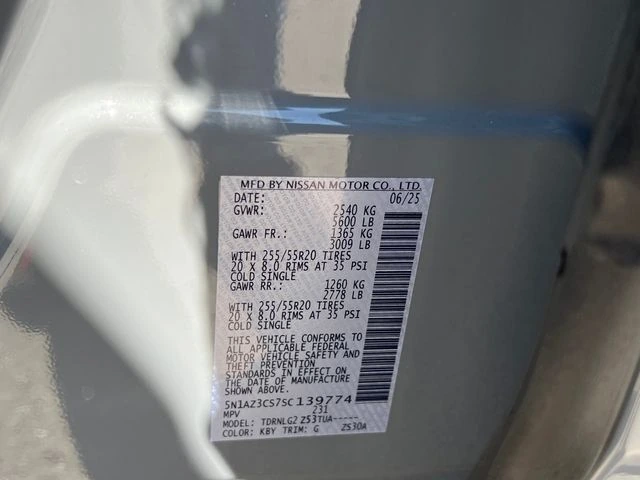 MFD BY NISSAN MOTOR CO., LTD.
DATE: 06/25
GVWR: 2540 KG
5600 LB
GAWR FR.: 1365 KG
3009 LB
WITH 255/55R20 TIRES
20 X 8.0 RIMS AT 35 PSI
COLD SINGLE
GAWR RR.: 1260 KG
2778 LB
WITH 255/55R20 TIRES
20 X 8.0 RIMS AT 35 PSI
COLD SINGLE
THIS VEHICLE CONFORMS TO
ALL APPLICABLE FEDERAL
MOTOR VEHICLE SAFETY AND
THEFT PREVENTION
STANDARDS IN EFFECT ON
THE DATE OF MANUFACTURE
SHOWN ABOVE.
5N1AZ3CS7SC139774
MPV 231
MODEL: TDRNLG2 Z53TUA-----
COLOR: KBY TRIM: G ZS30A